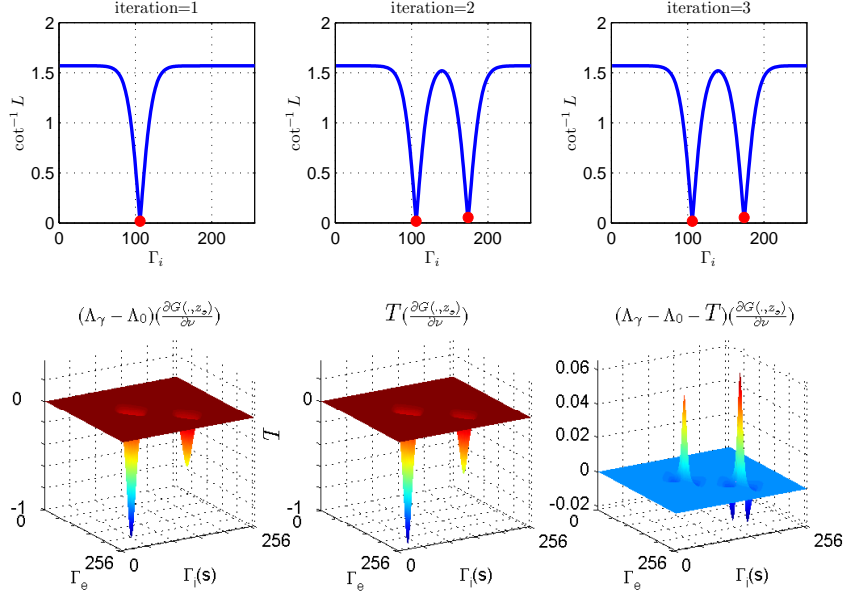 iteration=1 iteration=2 iteration=3
2 2 2
1.5 1.5 1.5
1 1 1
0.5 0.5 0.5
0 0 0
cot⁻¹ L cot⁻¹ L cot⁻¹ L
0 100 200 0 100 200 0 100 200
Γᵢ Γᵢ Γᵢ
(Λγ − Λ₀)(∂G(.,zₛ)/∂ν) T(∂G(.,zₛ)/∂ν) (Λγ − Λ₀ − T)(∂G(.,zₛ)/∂ν)
0 0 0.06
0.04
T
0.02
0
-1 -1 -0.02
0 256 0 256 0 256
256 0 256 0 256 0
Γₑ Γᵢ(s) Γₑ Γᵢ(s) Γₑ Γᵢ(s)